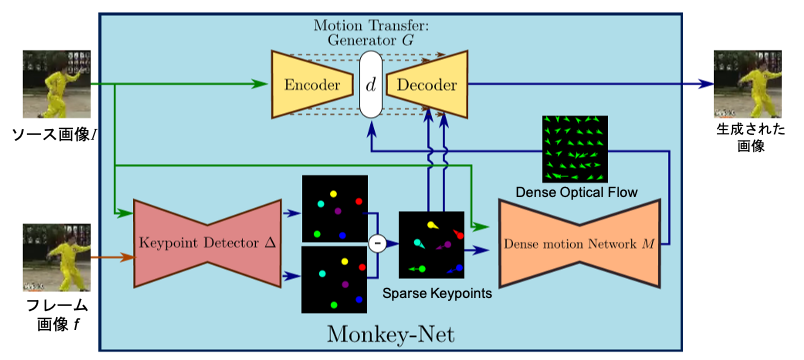 Motion Transfer:
Generator G
Encoder
d
Decoder
ソース画像I
生成された
画像
Dense Optical Flow
Keypoint Detector Δ
-
Dense motion Network M
Sparse Keypoints
フレーム
画像 f
Monkey-Net